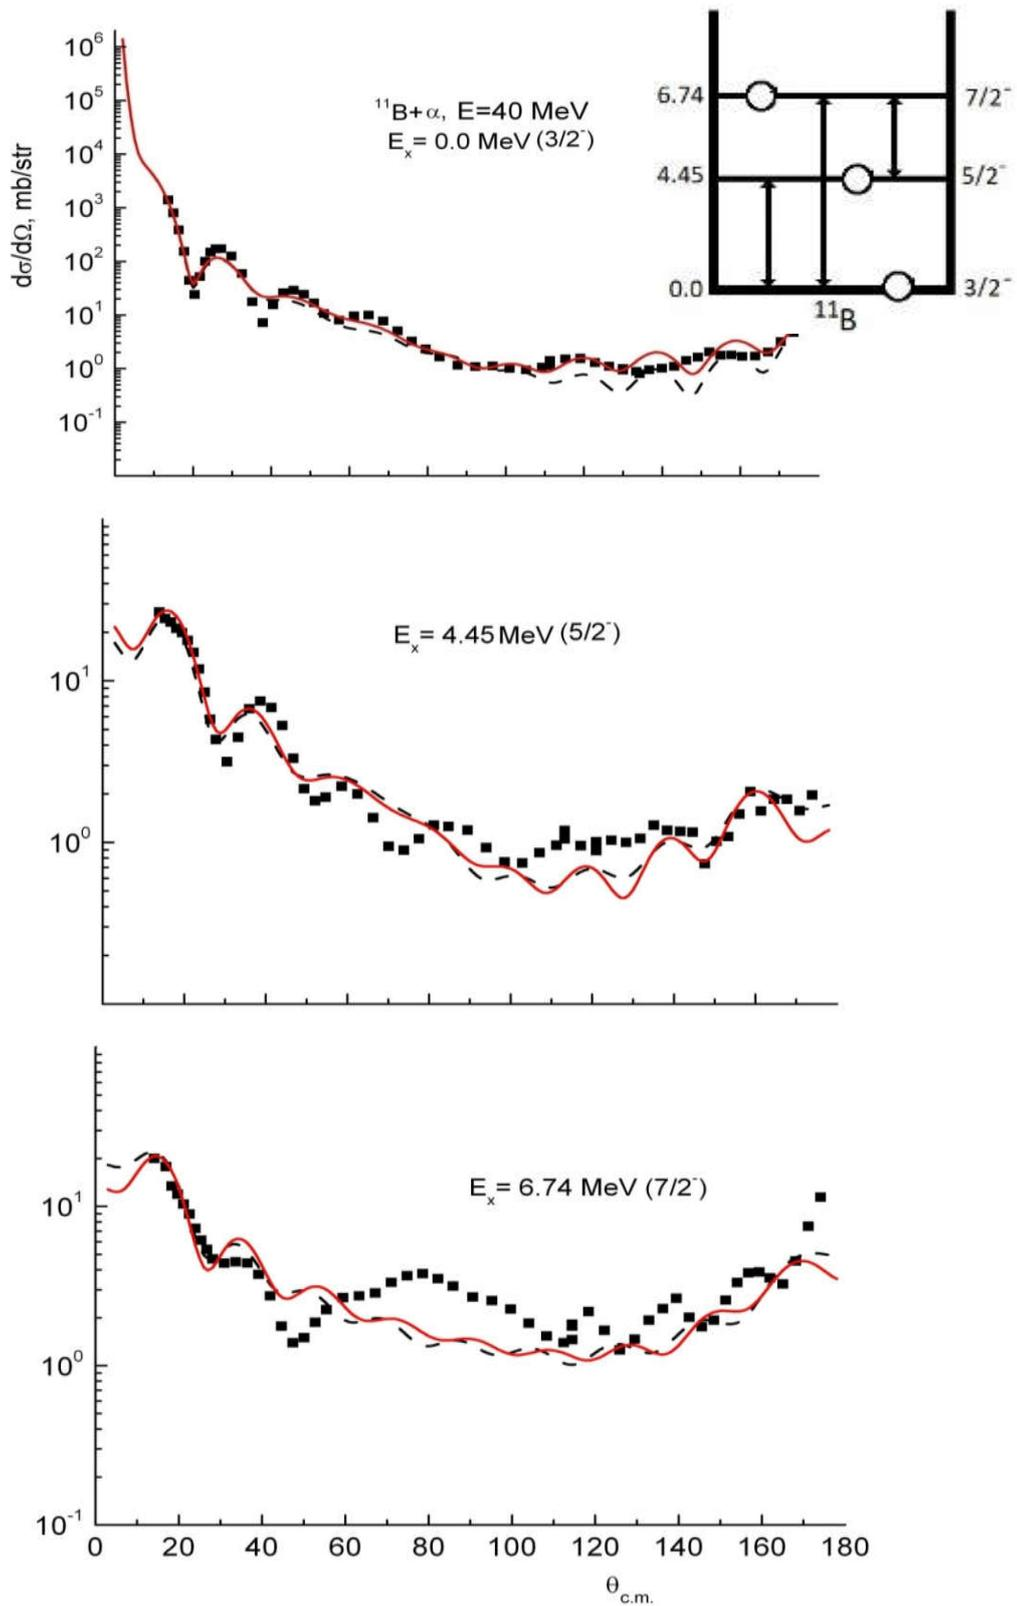 10⁶
10⁵
10⁴
10³
10²
10¹
10⁰
10⁻¹
dσ/dΩ, mb/str
¹¹B+α, E=40 MeV
Eₓ= 0.0 MeV (3/2⁻)
6.74 7/2⁻
4.45 5/2⁻
0.0 3/2⁻
¹¹B
Eₓ= 4.45 MeV (5/2⁻)
10¹
10⁰
Eₓ= 6.74 MeV (7/2⁻)
10¹
10⁰
10⁻¹
0 20 40 60 80 100 120 140 160 180
θc.m.